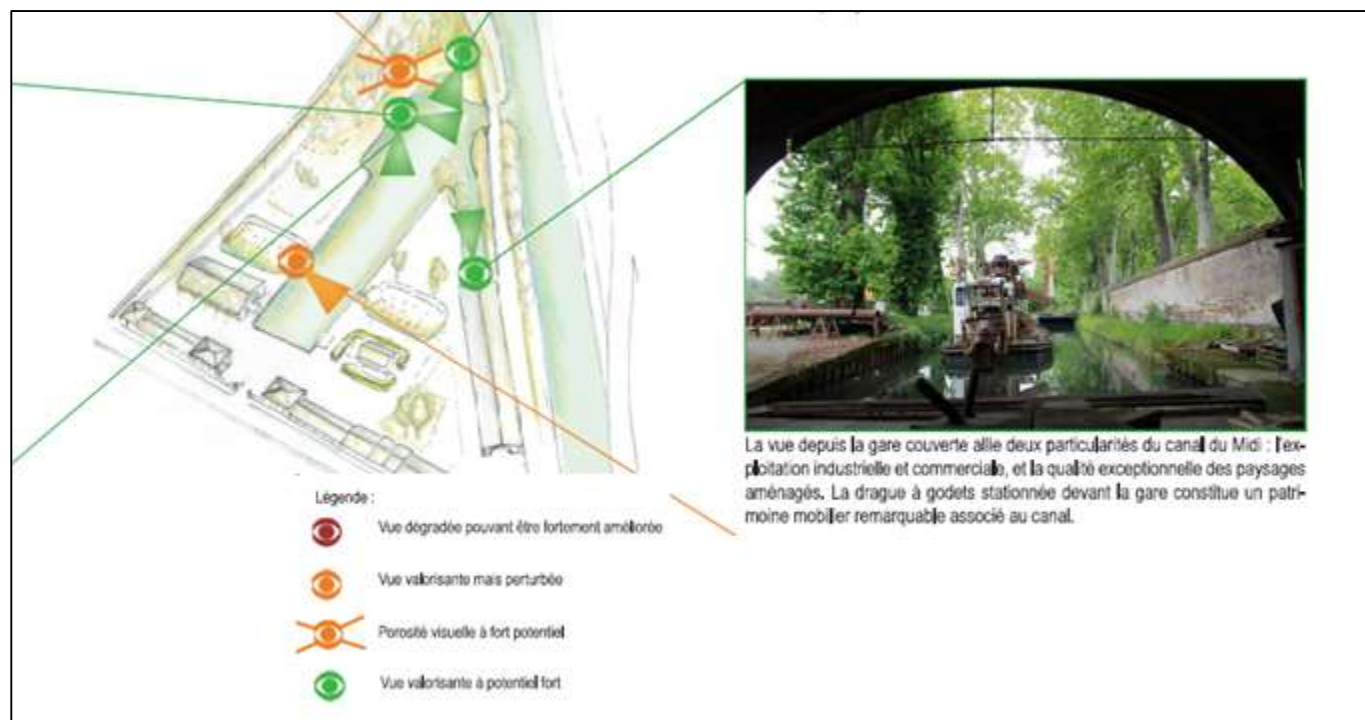 La vue depuis la gare couverte allie deux particularités du canal du Midi : l'ex-
ploitation industrielle et commerciale, et la qualité exceptionnelle des paysages
aménagés. La drague à godets stationnée devant la gare constitue un patri-
moine mobilier remarquable associé au canal.
Légende :
Vue dégradée pouvant être fortement améliorée
Vue valorisante mais perturbée
Porosité visuelle à fort potentiel
Vue valorisante à potentiel fort